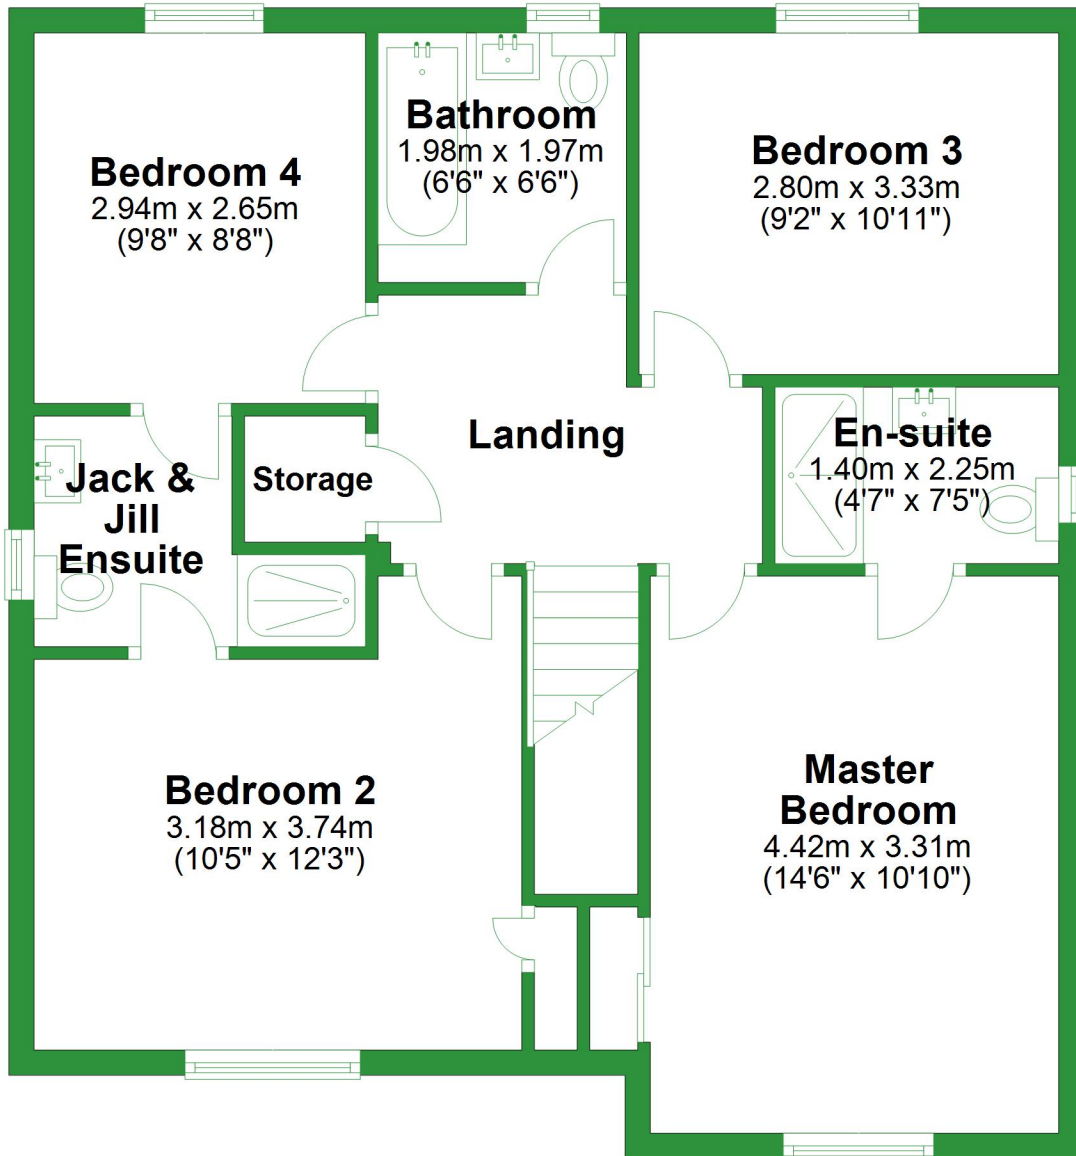 Bathroom
1.98m x 1.97m
(6'6" x 6'6")
Bedroom 3
2.80m x 3.33m
(9'2" x 10'11")
Bedroom 4
2.94m x 2.65m
(9'8" x 8'8")
Landing
En-suite
1.40m x 2.25m
(4'7" x 7'5")
Jack &
Jill
Ensuite
Storage
Bedroom 2
3.18m x 3.74m
(10'5" x 12'3")
Master
Bedroom
4.42m x 3.31m
(14'6" x 10'10")